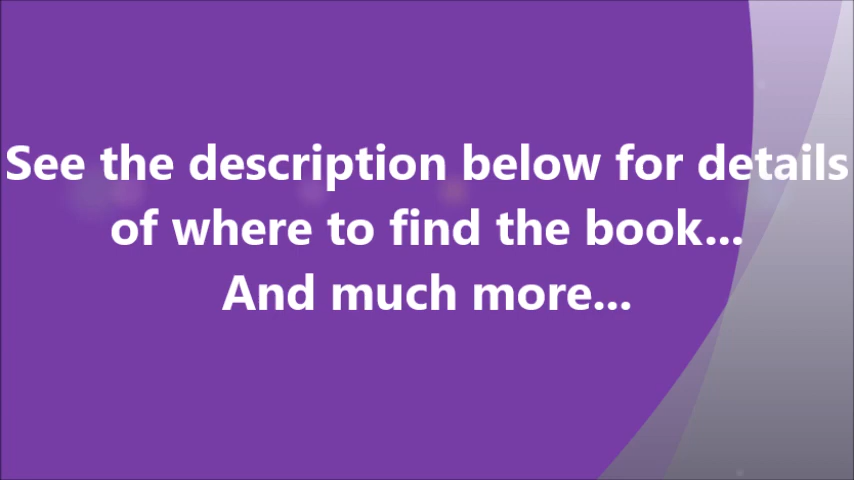 See the description below for details
of where to find the book...
And much more...